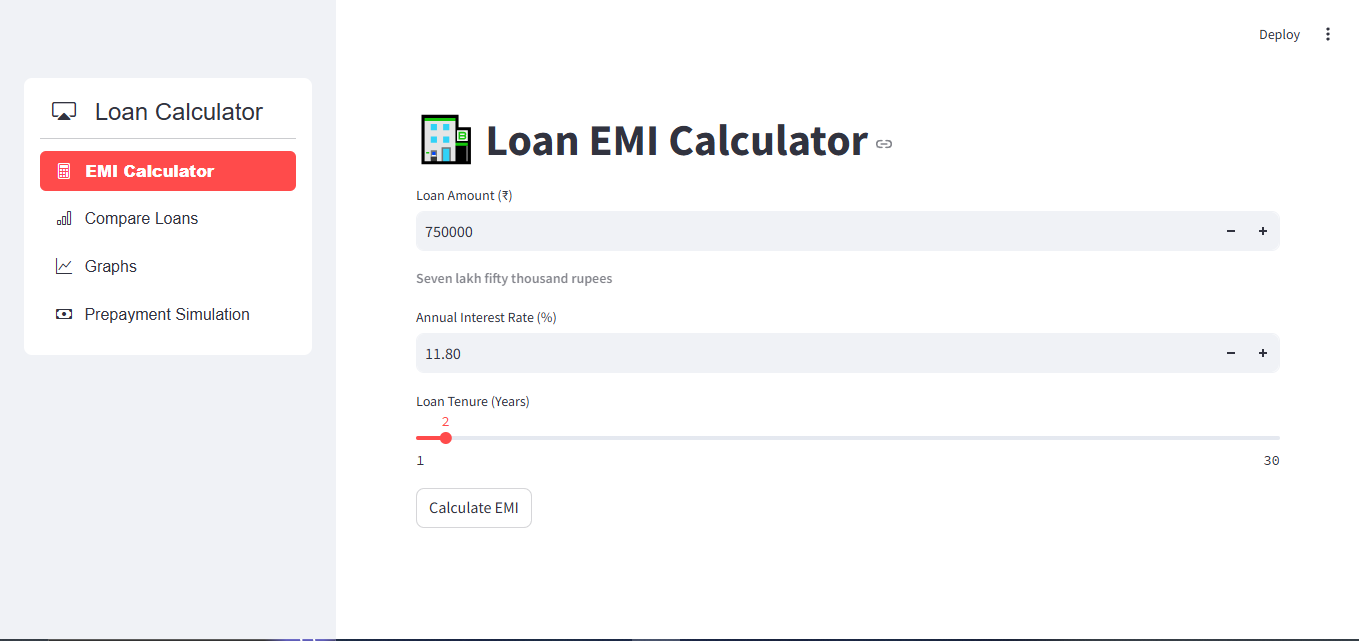 Deploy
Loan Calculator
EMI Calculator
Compare Loans
Graphs
Prepayment Simulation
B
Loan EMI Calculator
Loan Amount (₹)
750000
Seven lakh fifty thousand rupees
Annual Interest Rate (%)
11.80
Loan Tenure (Years)
2
1 30
Calculate EMI